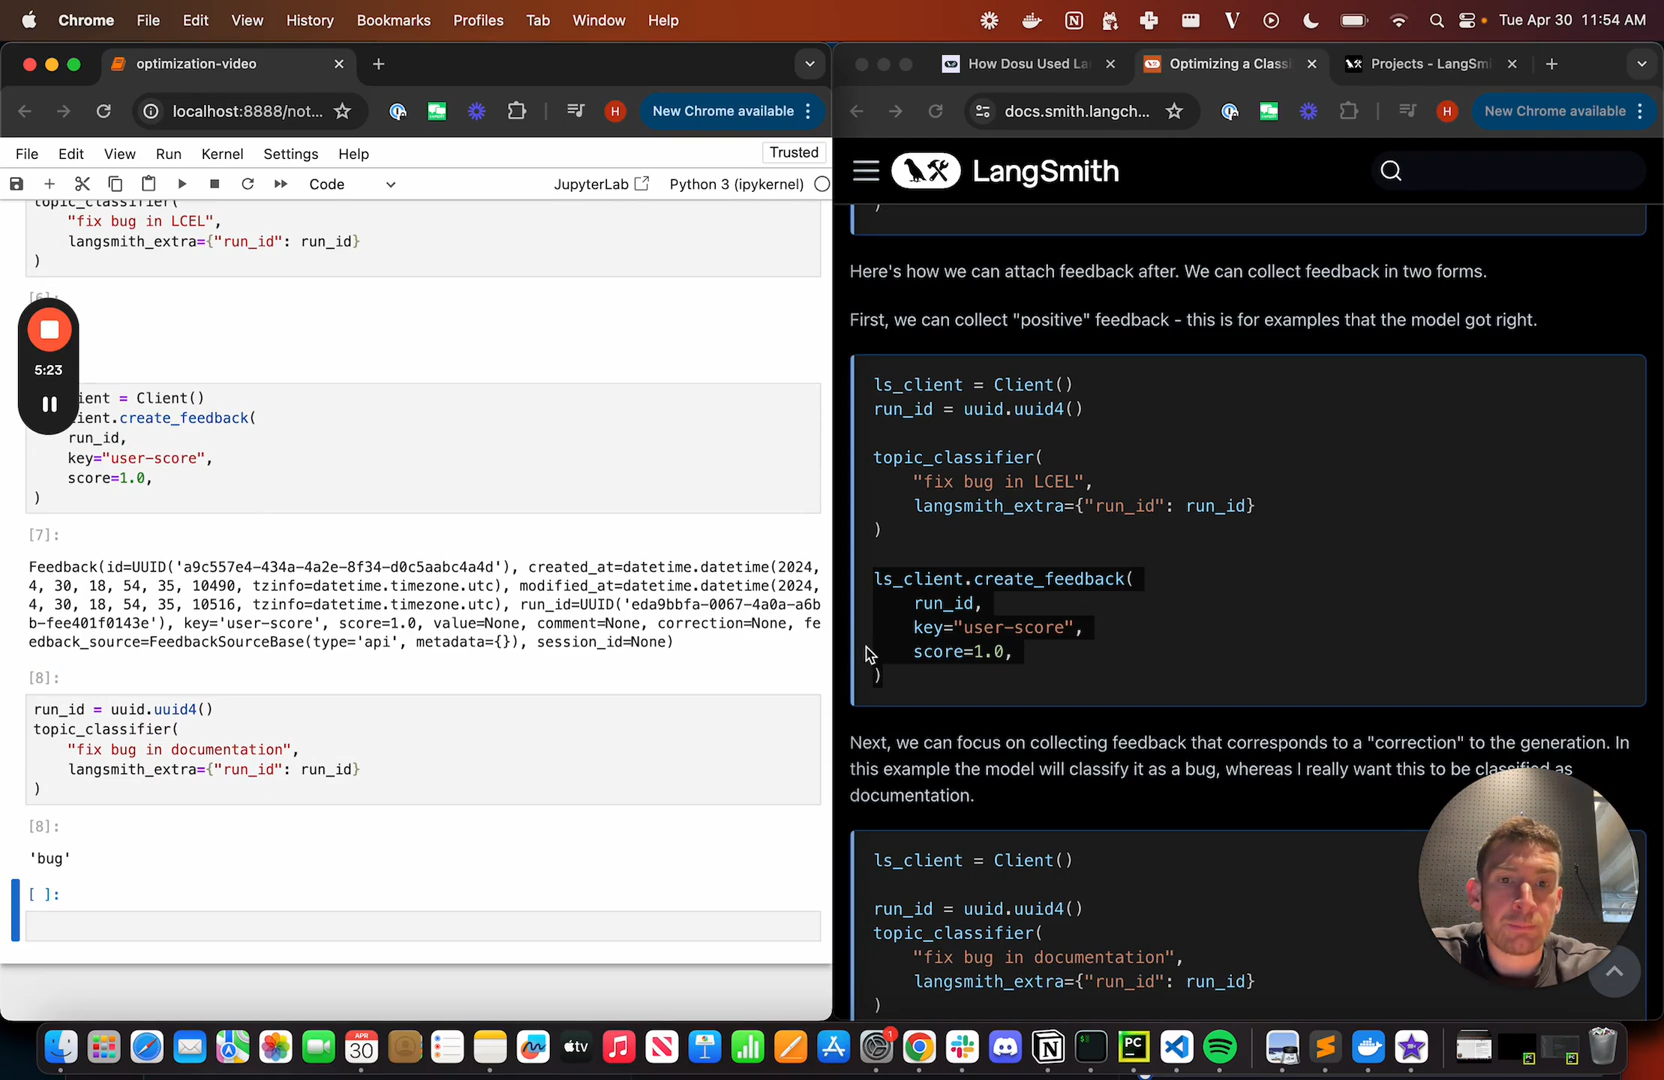 Chrome File Edit View History Bookmarks Profiles Tab Window Help
Tue Apr 30 11:54 AM
optimization-video
localhost:8888/not...
H
New Chrome available
File Edit View Run Kernel Settings Help
Trusted
Code
JupyterLab
Python 3 (ipykernel)
topic_classifier(
"fix bug in LCEL",
langsmith_extra={"run_id": run_id}
)
[6]:
5:23
ient = Client()
ient.create_feedback(
run_id,
key="user-score",
score=1.0,
)
[7]:
Feedback(id=UUID('a9c557e4-434a-4a2e-8f34-d0c5aabc4a4d'), created_at=datetime.datetime(2024,
4, 30, 18, 54, 35, 10490, tzinfo=datetime.timezone.utc), modified_at=datetime.datetime(2024,
4, 30, 18, 54, 35, 10516, tzinfo=datetime.timezone.utc), run_id=UUID('eda9bbfa-0067-4a0a-a6b
b-fee401f0143e'), key='user-score', score=1.0, value=None, comment=None, correction=None, fe
edback_source=FeedbackSourceBase(type='api', metadata={}), session_id=None)
[8]:
run_id = uuid.uuid4()
topic_classifier(
"fix bug in documentation",
langsmith_extra={"run_id": run_id}
)
[8]:
'bug'
[ ]:
How Dosu Used La
Optimizing a Classi
Projects - LangSmi
docs.smith.langch...
H
New Chrome available
LangSmith
)
Here's how we can attach feedback after. We can collect feedback in two forms.
First, we can collect "positive" feedback - this is for examples that the model got right.
ls_client = Client()
run_id = uuid.uuid4()
topic_classifier(
"fix bug in LCEL",
langsmith_extra={"run_id": run_id}
)
ls_client.create_feedback(
run_id,
key="user-score",
score=1.0,
)
Next, we can focus on collecting feedback that corresponds to a "correction" to the generation. In
this example the model will classify it as a bug, whereas I really want this to be classified as
documentation.
ls_client = Client()
run_id = uuid.uuid4()
topic_classifier(
"fix bug in documentation",
langsmith_extra={"run_id": run_id}
)
APR
30
tv
1
PC